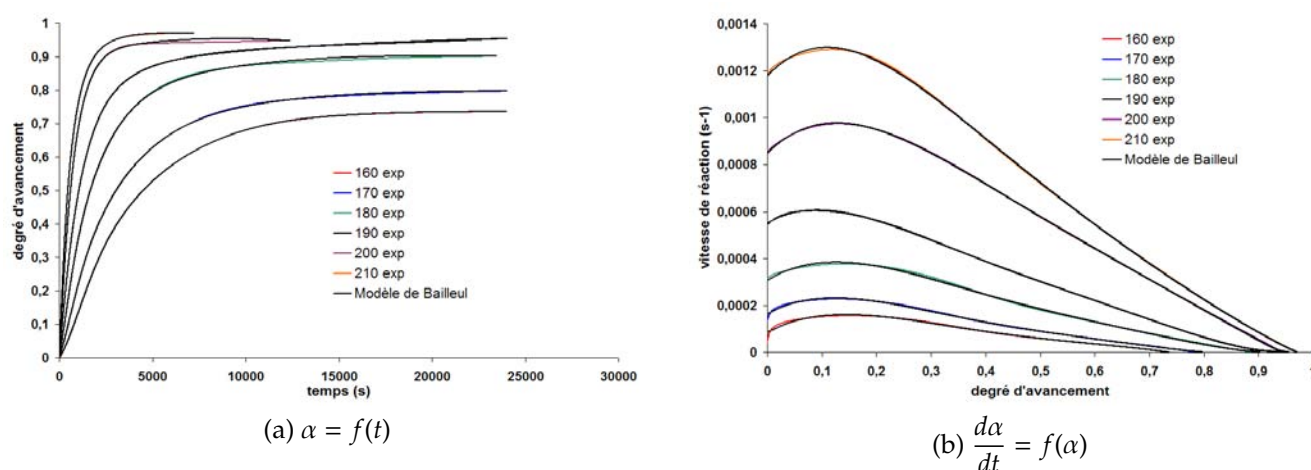 1
0,9
0,8
0,7
0,6
0,5
0,4
0,3
0,2
0,1
0
degré d'avancement
160 exp
170 exp
180 exp
190 exp
200 exp
210 exp
Modèle de Bailleul
0 5000 10000 15000 20000 25000 30000
temps (s)
(a) α = f(t)
0,0014
0,0012
0,001
0,0008
0,0006
0,0004
0,0002
0
vitesse de réaction (s-1)
160 exp
170 exp
180 exp
190 exp
200 exp
210 exp
Modèle de Bailleul
0 0,1 0,2 0,3 0,4 0,5 0,6 0,7 0,8 0,9 1
degré d'avancement
(b) dα/dt = f(α)